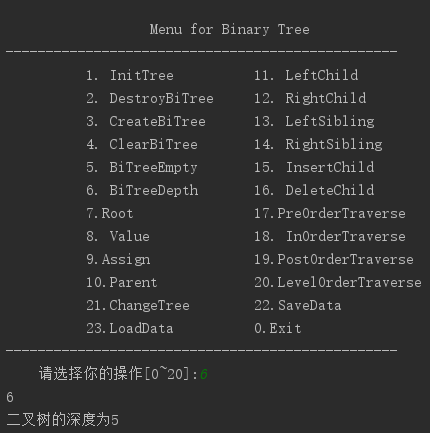 Menu for Binary Tree
-------------------------------------------------
1. InitTree 11. LeftChild
2. DestroyBiTree 12. RightChild
3. CreateBiTree 13. LeftSibling
4. ClearBiTree 14. RightSibling
5. BiTreeEmpty 15. InsertChild
6. BiTreeDepth 16. DeleteChild
7.Root 17.PreOrderTraverse
8. Value 18. InOrderTraverse
9.Assign 19.PostOrderTraverse
10.Parent 20.LevelOrderTraverse
21.ChangeTree 22.SaveData
23.LoadData 0.Exit
-------------------------------------------------
请选择你的操作[0~20]:6
6
二叉树的深度为5